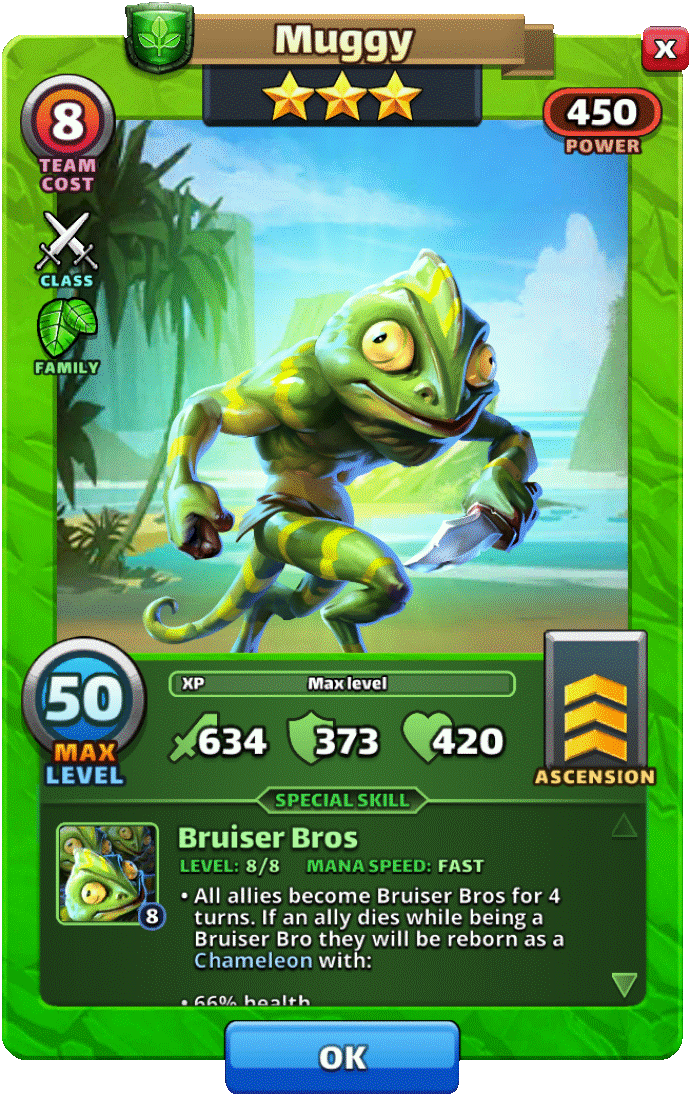 Muggy
8
TEAM
COST
450
POWER
CLASS
FAMILY
50
MAX
LEVEL
XP Max level
634 373 420
ASCENSION
SPECIAL SKILL
Bruiser Bros
LEVEL: 8/8 MANA SPEED: FAST
8
• All allies become Bruiser Bros for 4
turns. If an ally dies while being a
Bruiser Bro they will be reborn as a
Chameleon with:
• 66% health
OK